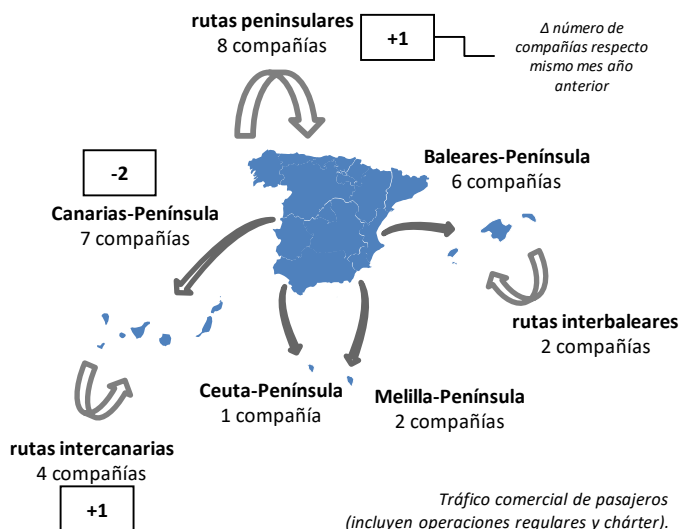 rutas peninsulares
8 compañías
+1
Δ número de
compañías respecto
mismo mes año
anterior
-2
Canarias-Península
7 compañías
Baleares-Península
6 compañías
rutas interbaleares
2 compañías
Ceuta-Península
1 compañía
Melilla-Península
2 compañías
rutas intercanarias
4 compañías
+1
Tráfico comercial de pasajeros
(incluyen operaciones regulares y chárter).